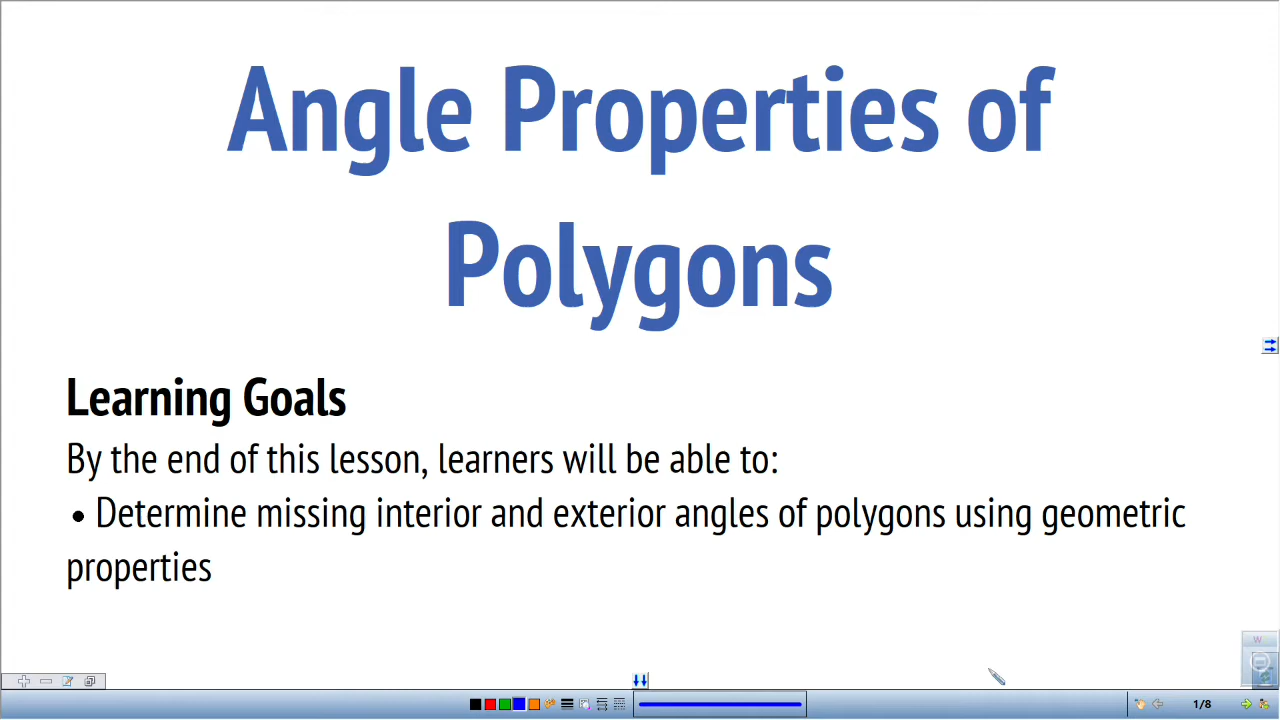 Angle Properties of
Polygons
Learning Goals
By the end of this lesson, learners will be able to:
• Determine missing interior and exterior angles of polygons using geometric
properties
W
1/8